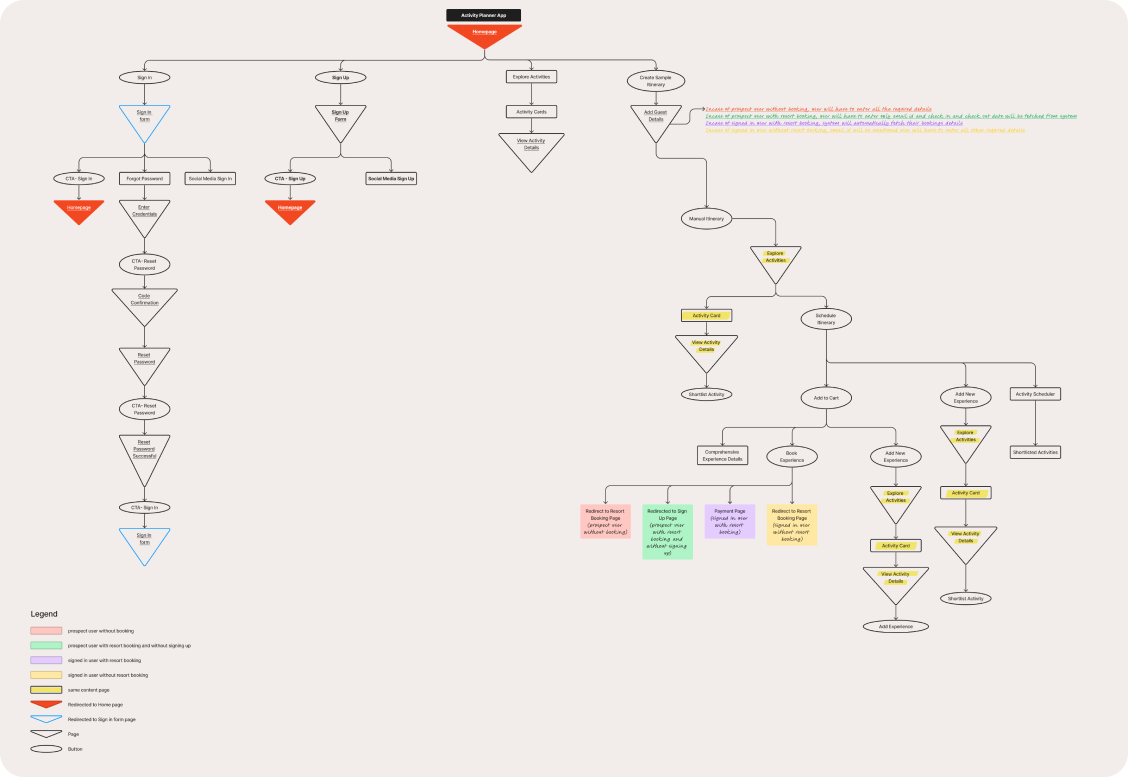 Activity Planner App
Homepage
Sign In
Sign Up
Explore Activities
Create Sample
Itinerary
Sign In
form
Sign Up
Form
Activity Cards
Add Guest
Details
Incase of prospect user without booking, user will have to enter all the required details
Incase of prospect user with resort booking, user will have to enter only email id and check in and check out date will be fetched from system
Incase of signed in user with resort booking, system will automatically fetch their bookings details
Incase of signed in user without resort booking, email id will be
user will have to enter all other required details
View Activity
Details
CTA- Sign In
Forgot Password
Social Media Sign In
CTA - Sign Up
Social Media Sign Up
Homepage
Enter
Credentials
Homepage
Manual Itinerary
CTA- Reset
Password
Explore
Activities
Code
Confirmation
Activity Card
Schedule
Itinerary
View Activity
Details
Reset
Password
Shortlist Activity
Add to Cart
Add New
Experience
Activity Scheduler
CTA- Reset
Password
Explore
Activities
Reset
Password
Successful
Comprehensive
Experience Details
Book
Experience
Add New
Experience
Shortlisted Activities
Explore
Activities
Activity Card
CTA- Sign In
Redirect to Resort
Booking Page
(prospect user
without booking)
Redirected to Sign
Up Page
(prospect user
with resort
booking and
without signing
up)
Payment Page
(signed in user
with resort
booking)
Redirect to Resort
Booking Page
(signed in user
without resort
booking)
Sign In
form
Activity Card
View Activity
Details
View Activity
Details
Shortlist Activity
Add Experience
Legend
prospect user without booking
prospect user with resort booking and without signing up
signed in user with resort booking
signed in user without resort booking
same content page
Redirected to Home page
Redirected to Sign in form page
Page
Button